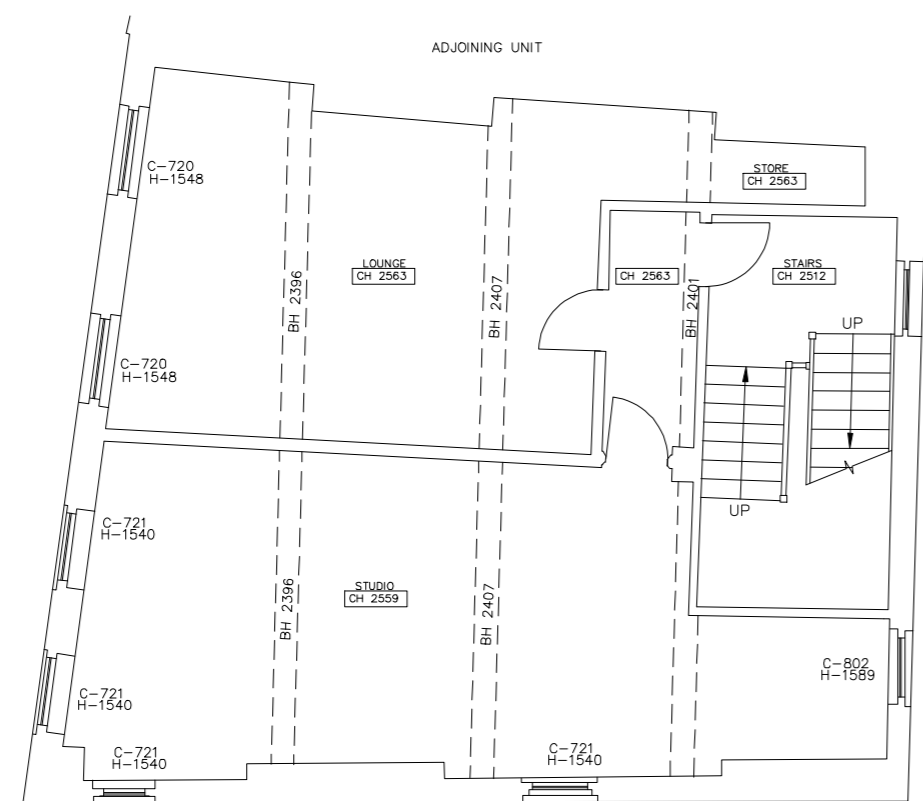 ADJOINING UNIT
C-720
H-1548
STORE
CH 2563
LOUNGE
CH 2563
CH 2563
STAIRS
CH 2512
BH 2396
BH 2407
BH 2401
UP
C-720
H-1548
UP
C-721
H-1540
STUDIO
CH 2559
BH 2396
BH 2407
C-721
H-1540
C-802
H-1589
C-721
H-1540
C-721
H-1540